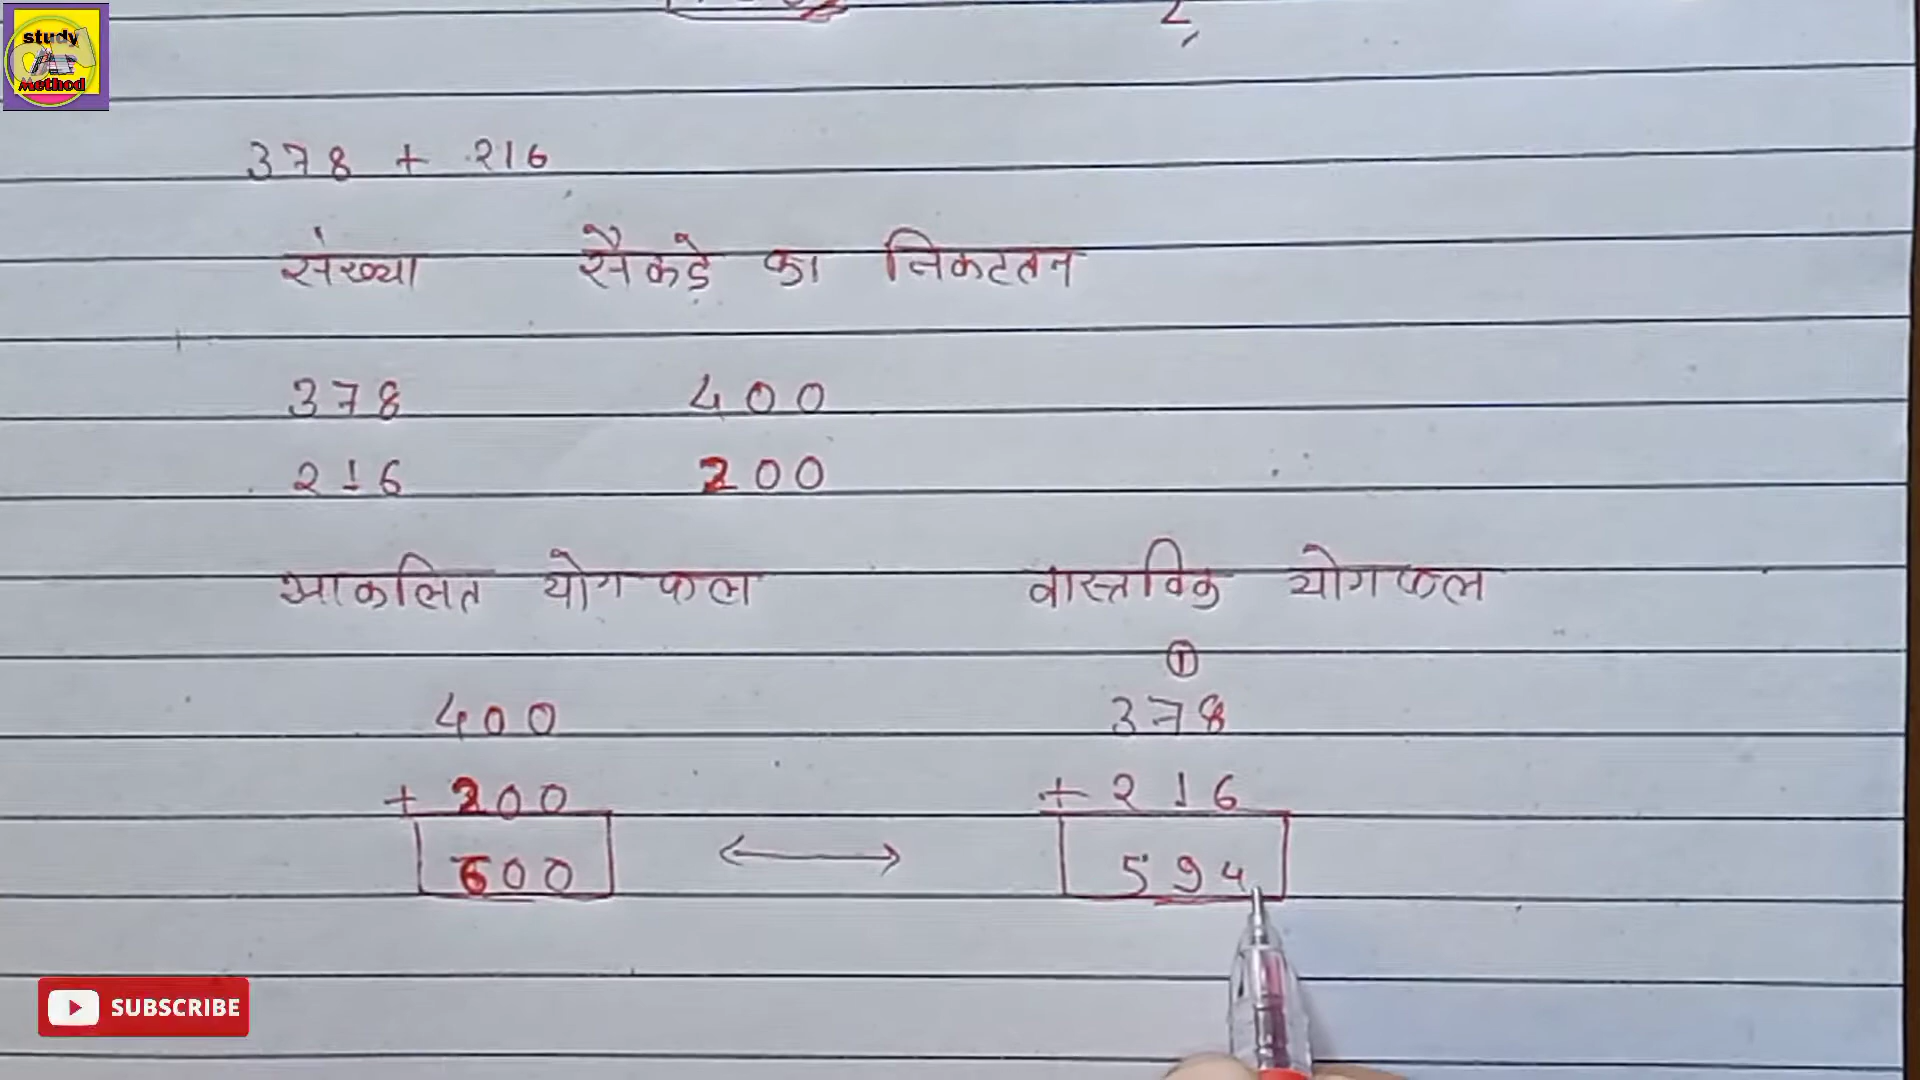 study
Method
378 + 216
संख्या सैकड़े का निकटतन
378 400
216 200
आकलित योगफल वास्तविक योगफल
1
400 378
+ 200 + 216
600 594
SUBSCRIBE